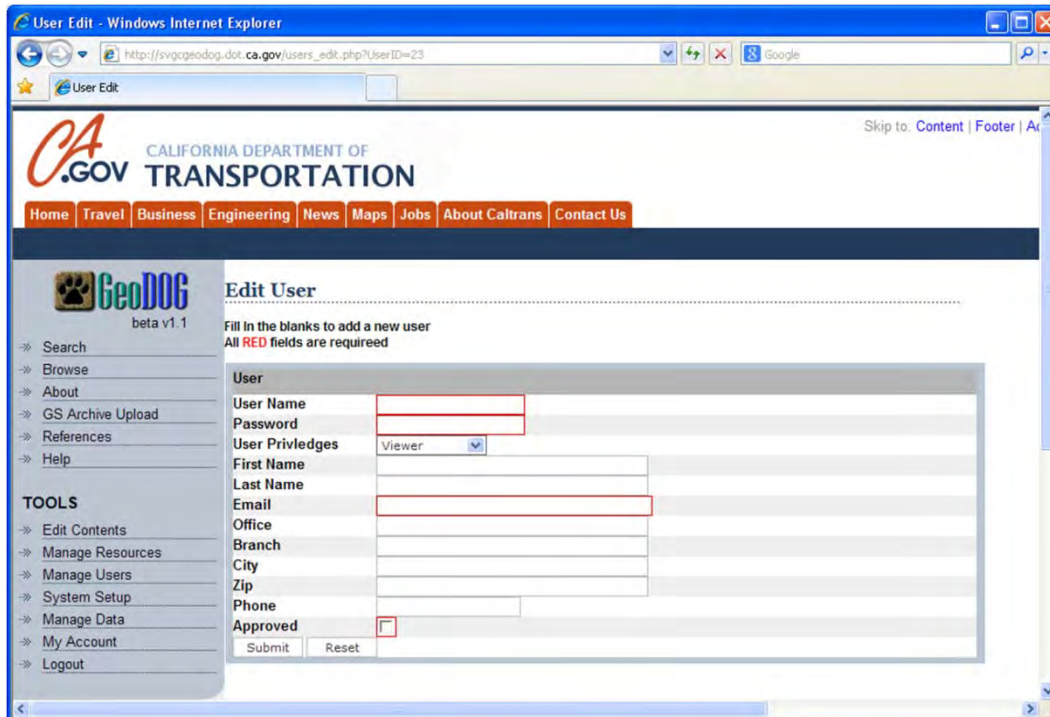 User Edit - Windows Internet Explorer
http://svgcgeodog.dot.ca.gov/users_edit.php?UserID=23
Google
User Edit
Skip to: Content | Footer |
CA.GOV
CALIFORNIA DEPARTMENT OF
TRANSPORTATION
Home Travel Business Engineering News Maps Jobs About Caltrans Contact Us
GeoDOG
beta v1.1
Search
Browse
About
GS Archive Upload
References
Help
TOOLS
Edit Contents
Manage Resources
Manage Users
System Setup
Manage Data
My Account
Logout
Edit User
Fill In the blanks to add a new user
All RED fields are requireed
User
User Name
Password
User Privledges Viewer
First Name
Last Name
Email
Office
Branch
City
Zip
Phone
Approved
Submit Reset